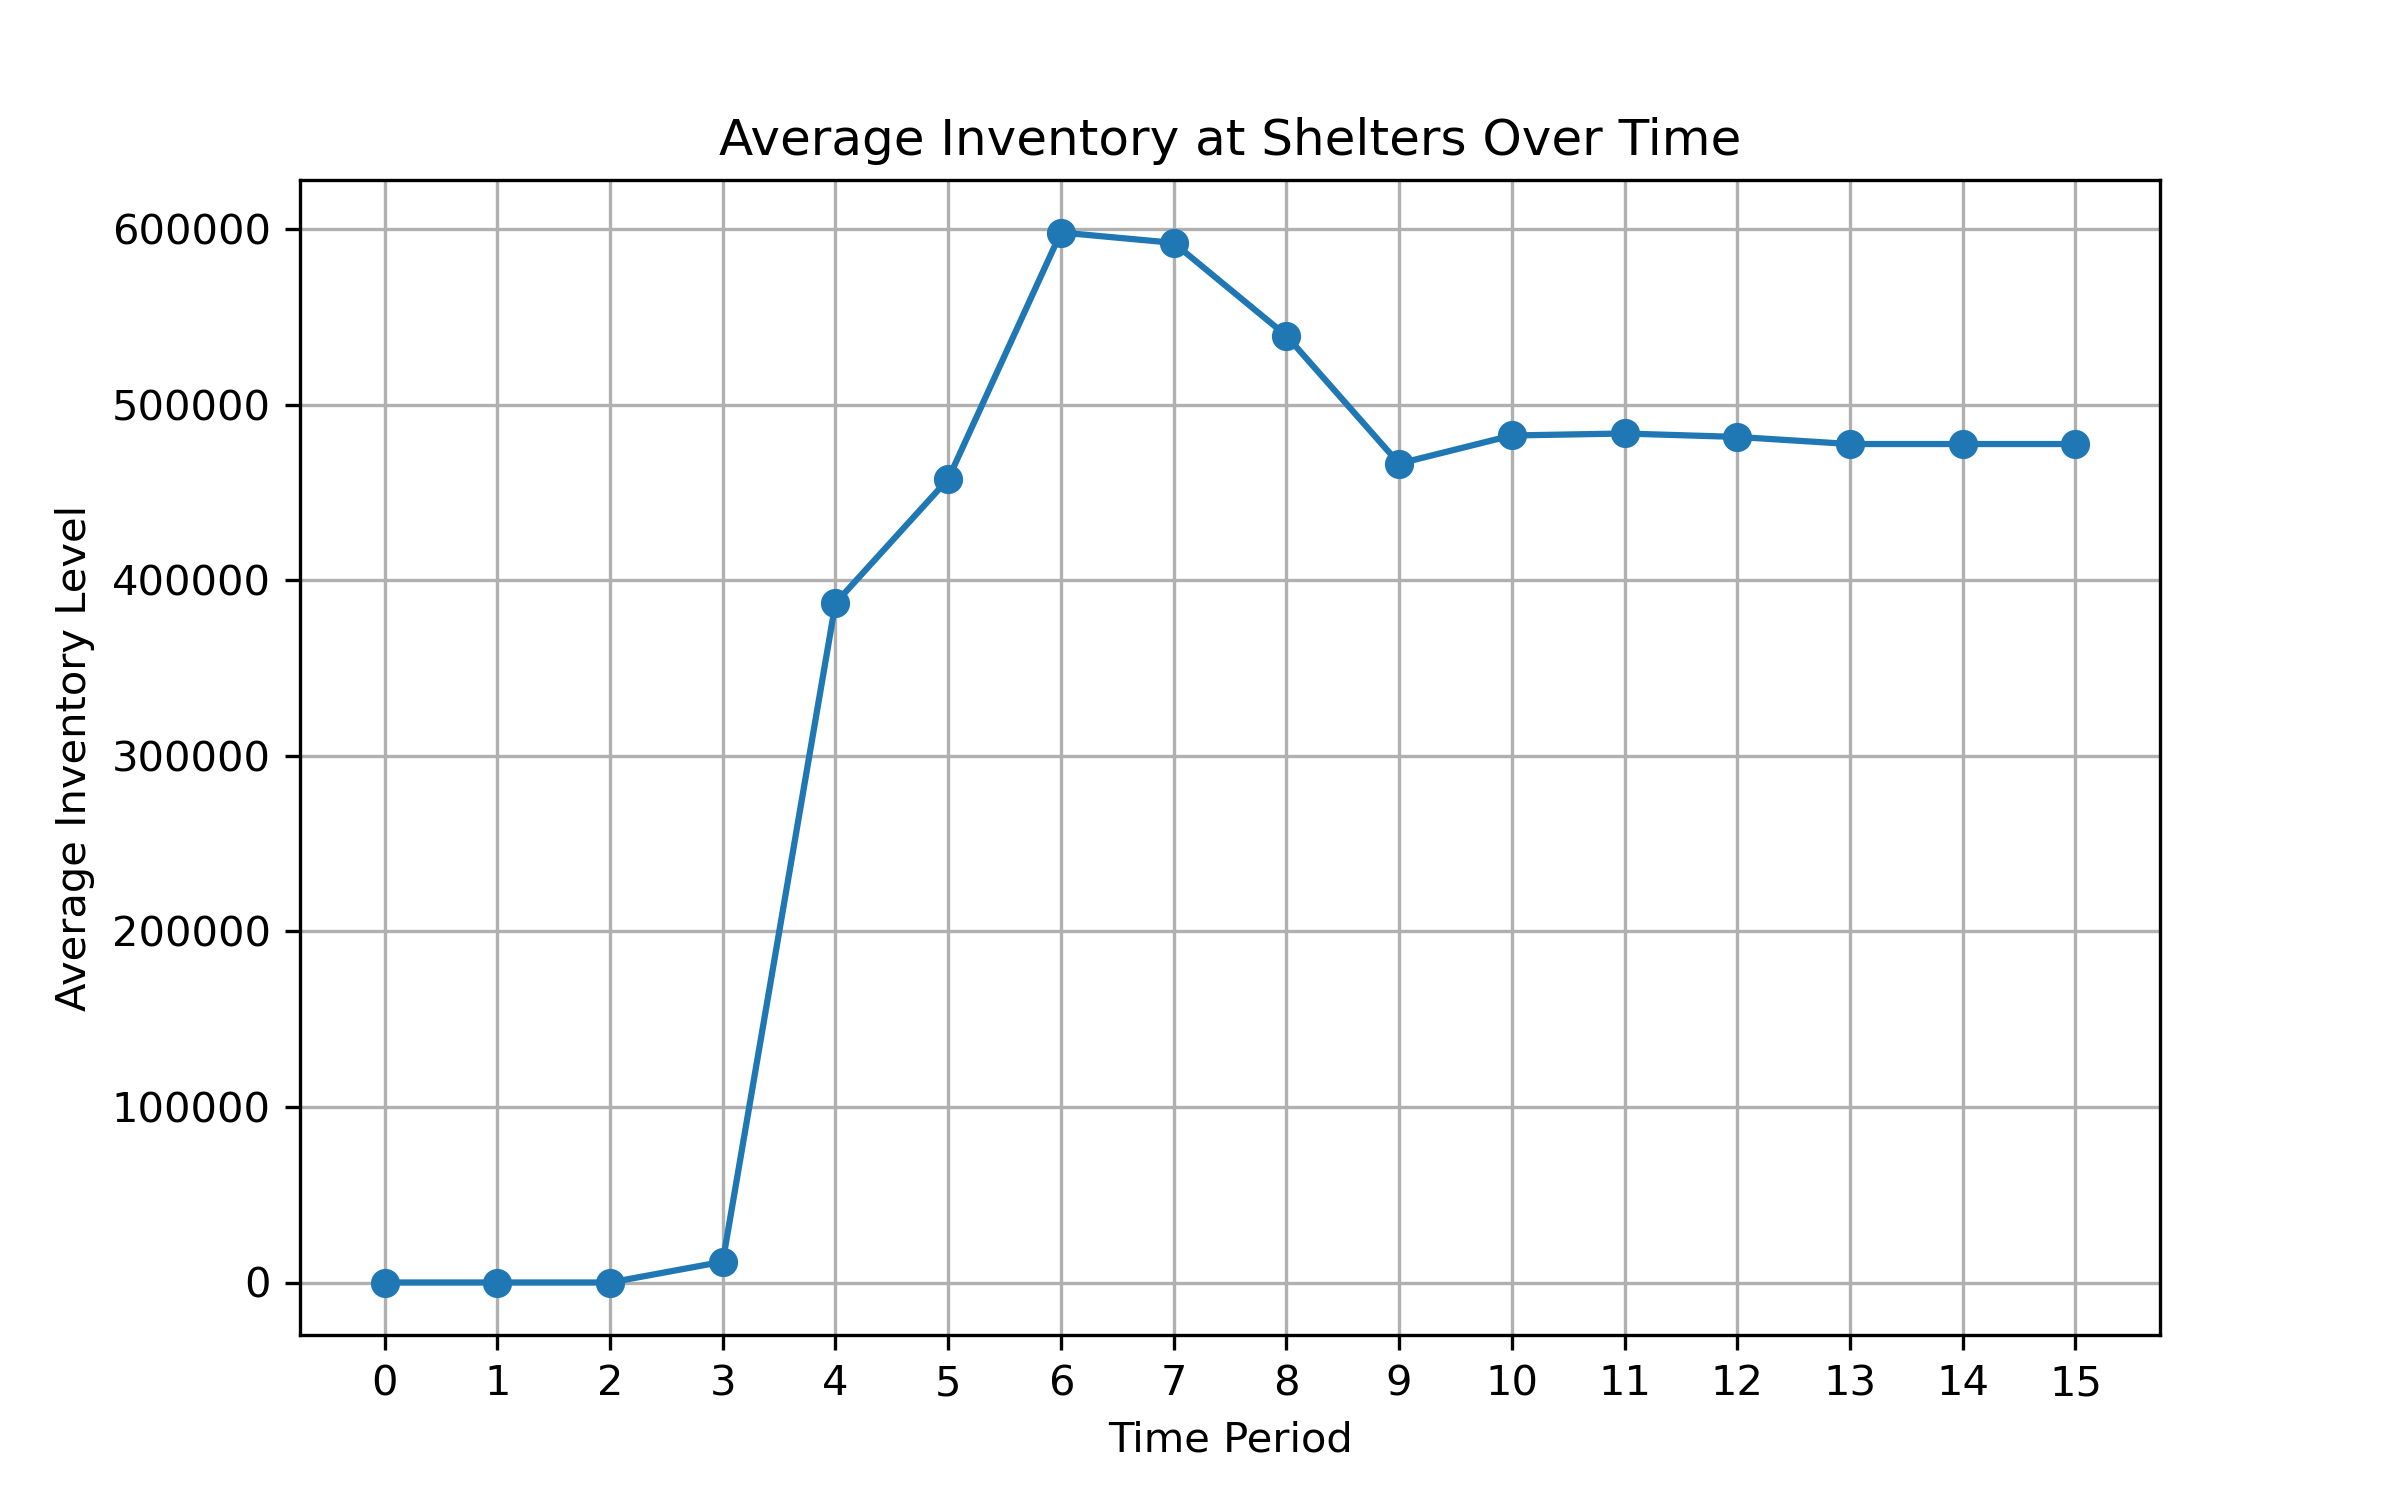 Average Inventory at Shelters Over Time
Average Inventory Level
600000
500000
400000
300000
200000
100000
0
0 1 2 3 4 5 6 7 8 9 10 11 12 13 14 15
Time Period